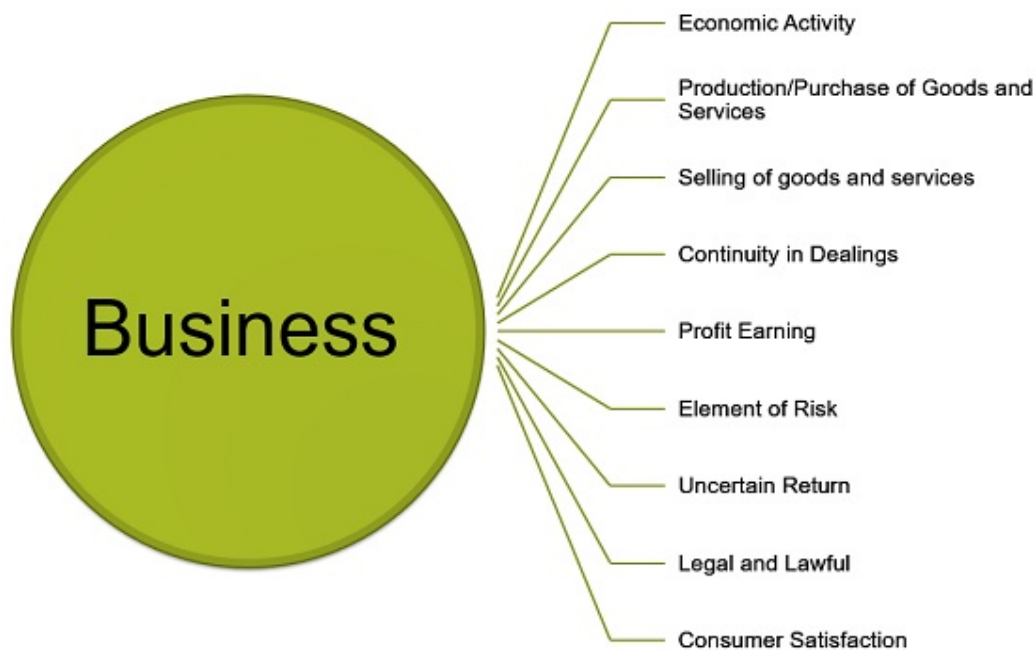 Business
Economic Activity
Production/Purchase of Goods and
Services
Selling of goods and services
Continuity in Dealings
Profit Earning
Element of Risk
Uncertain Return
Legal and Lawful
Consumer Satisfaction